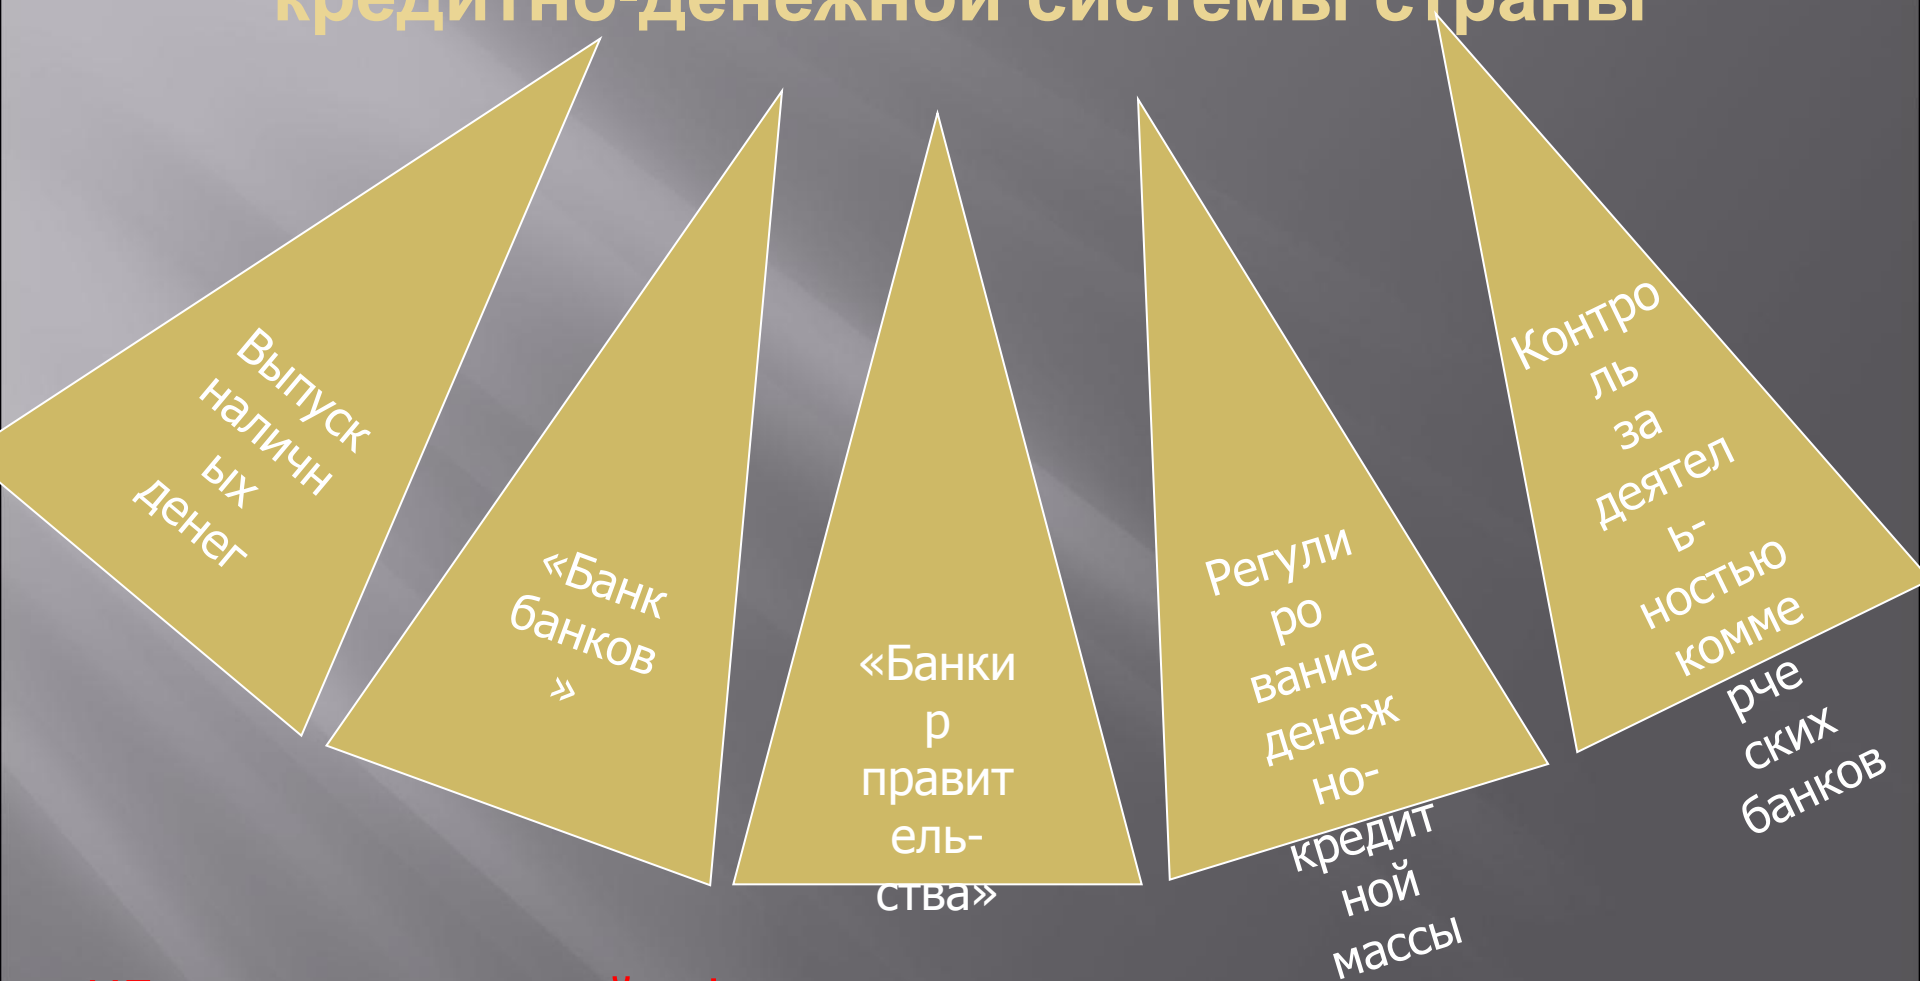 кредитно-денежной системы страны
Выпуск
наличн
ых
денег
«Банк
банков
»
«Банки
р
правит
ель-
ства»
Регули
ро
вание
денеж
но-
кредит
ной
массы
Контро
ль
за
деятел
ь-
ностью
комме
рче
ских
банков